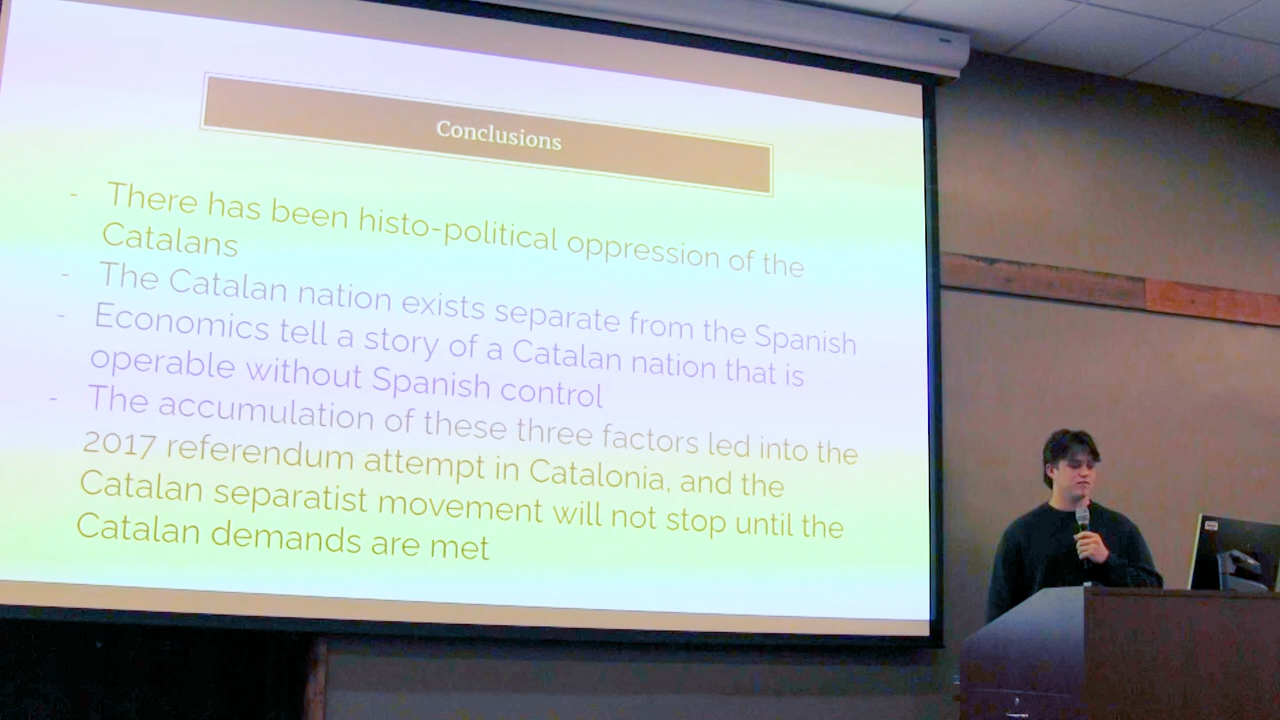 Conclusions
- There has been histo-political oppression of the
Catalans
- The Catalan nation exists separate from the Spanish
- Economics tell a story of a Catalan nation that is
operable without Spanish control
- The accumulation of these three factors led into the
2017 referendum attempt in Catalonia, and the
Catalan separatist movement will not stop until the
Catalan demands are met